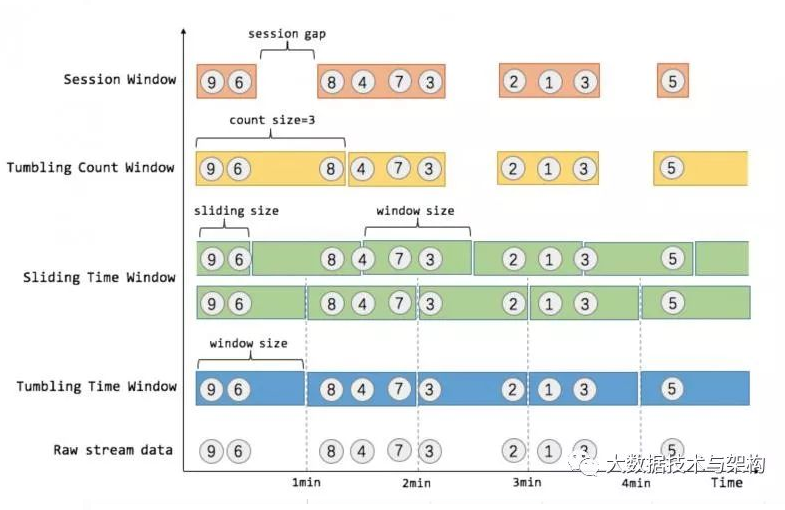 session gap
Session Window 9 6 8 4 7 3 2 1 3 5
count size=3
Tumbling Count Window 9 6 8 4 7 3 2 1 3 5
sliding size window size
9 6 8 4 7 3 2 1 3 5
Sliding Time Window
9 6 8 4 7 3 2 1 3 5
window size
Tumbling Time Window 9 6 8 4 7 3 2 1 3 5
Raw stream data 9 6 8 4 7 3 2 1 3 5
大数据技术与架构
1min 2min 3min 4min Time